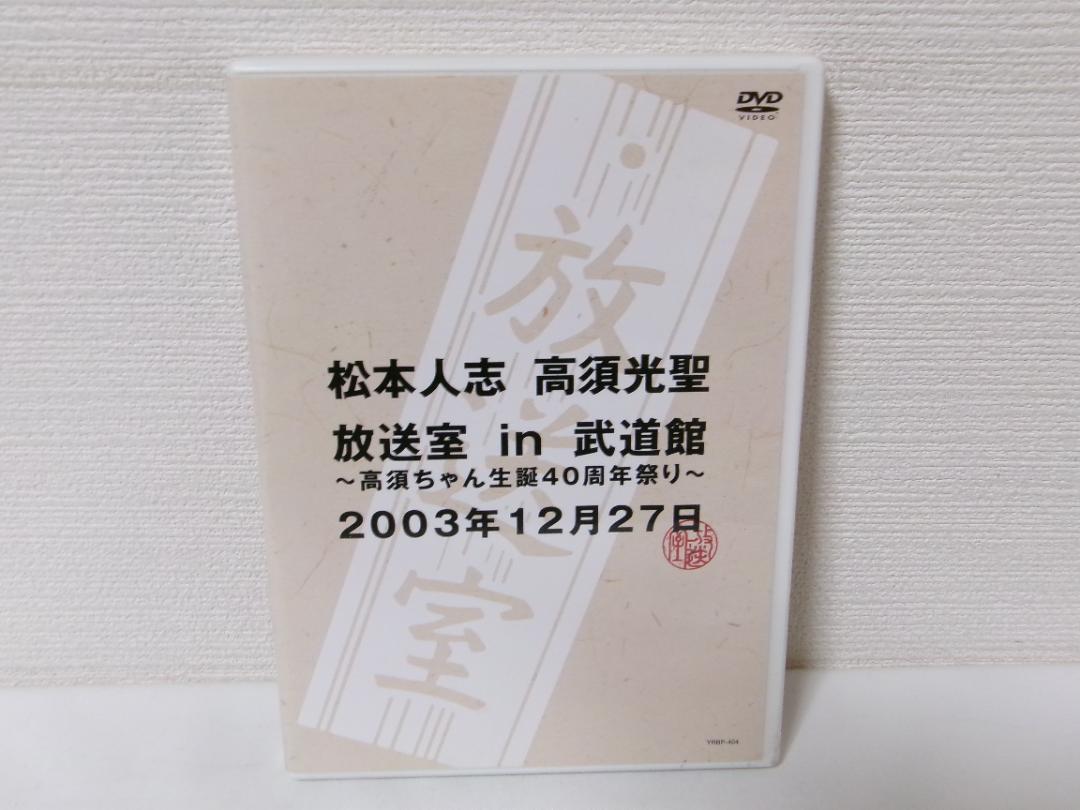 DVD
VIDEO
放送室
松本人志 高須光聖
放送室 in 武道館
～高須ちゃん生誕40周年祭り～
2003年12月27日
YRBP-404